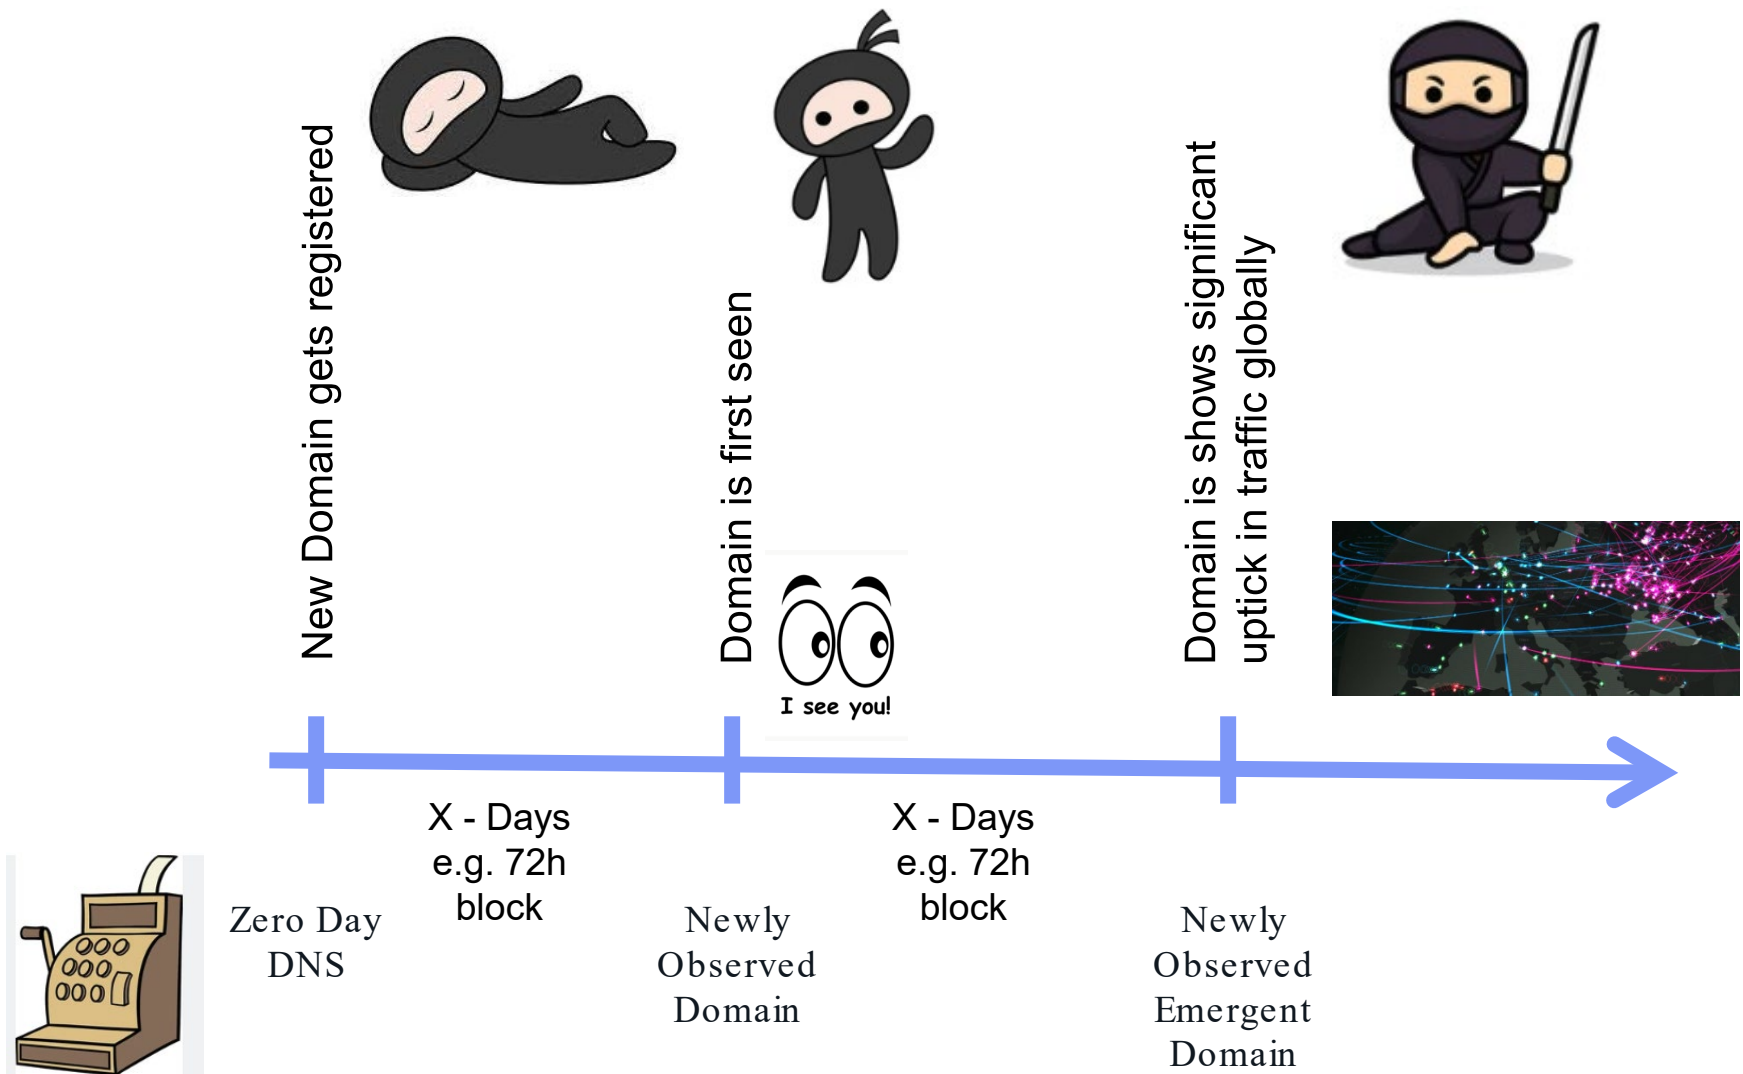 New Domain gets registered
Domain is first seen
Domain is shows significant
uptick in traffic globally
I see you!
X - Days
e.g. 72h
block
X - Days
e.g. 72h
block
Zero Day
DNS
Newly
Observed
Domain
Newly
Observed
Emergent
Domain